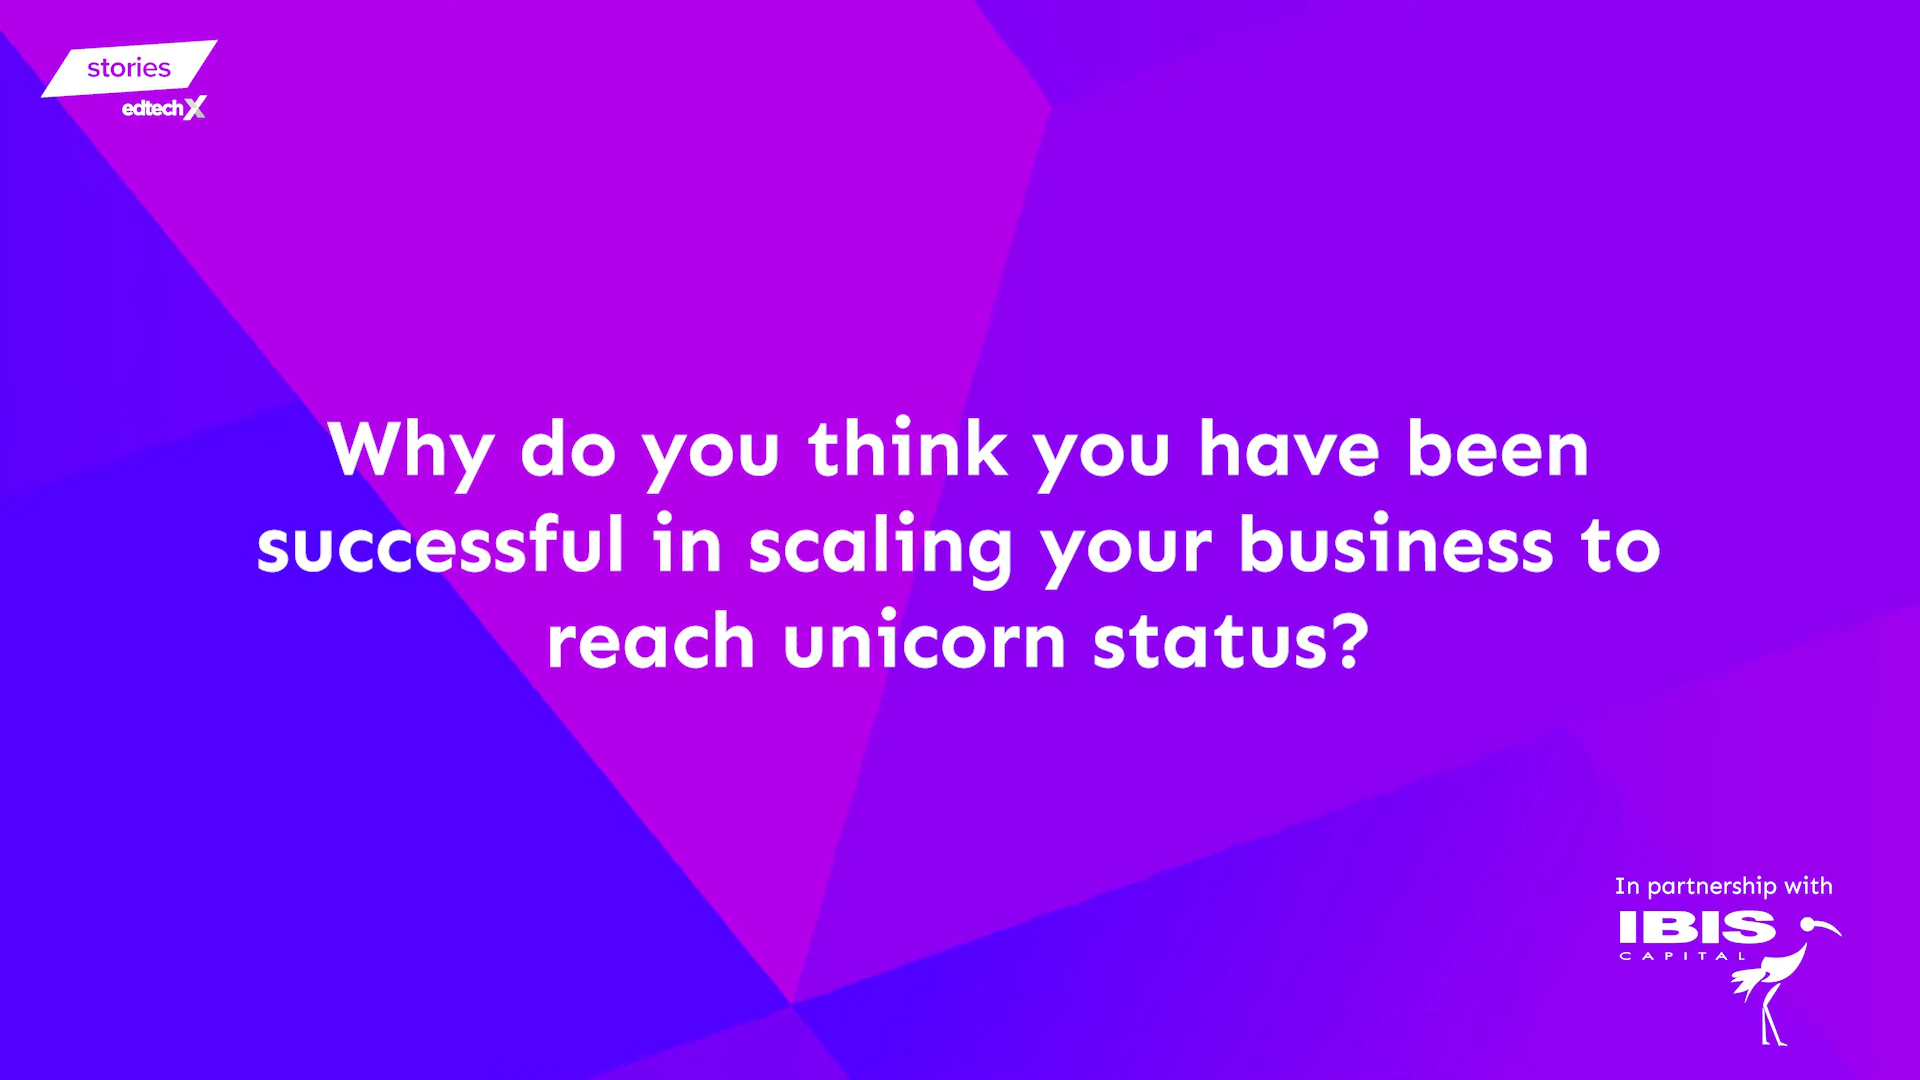 stories
edtechX
Why do you think you have been
successful in scaling your business to
reach unicorn status?
In partnership with
IBIS
CAPITAL